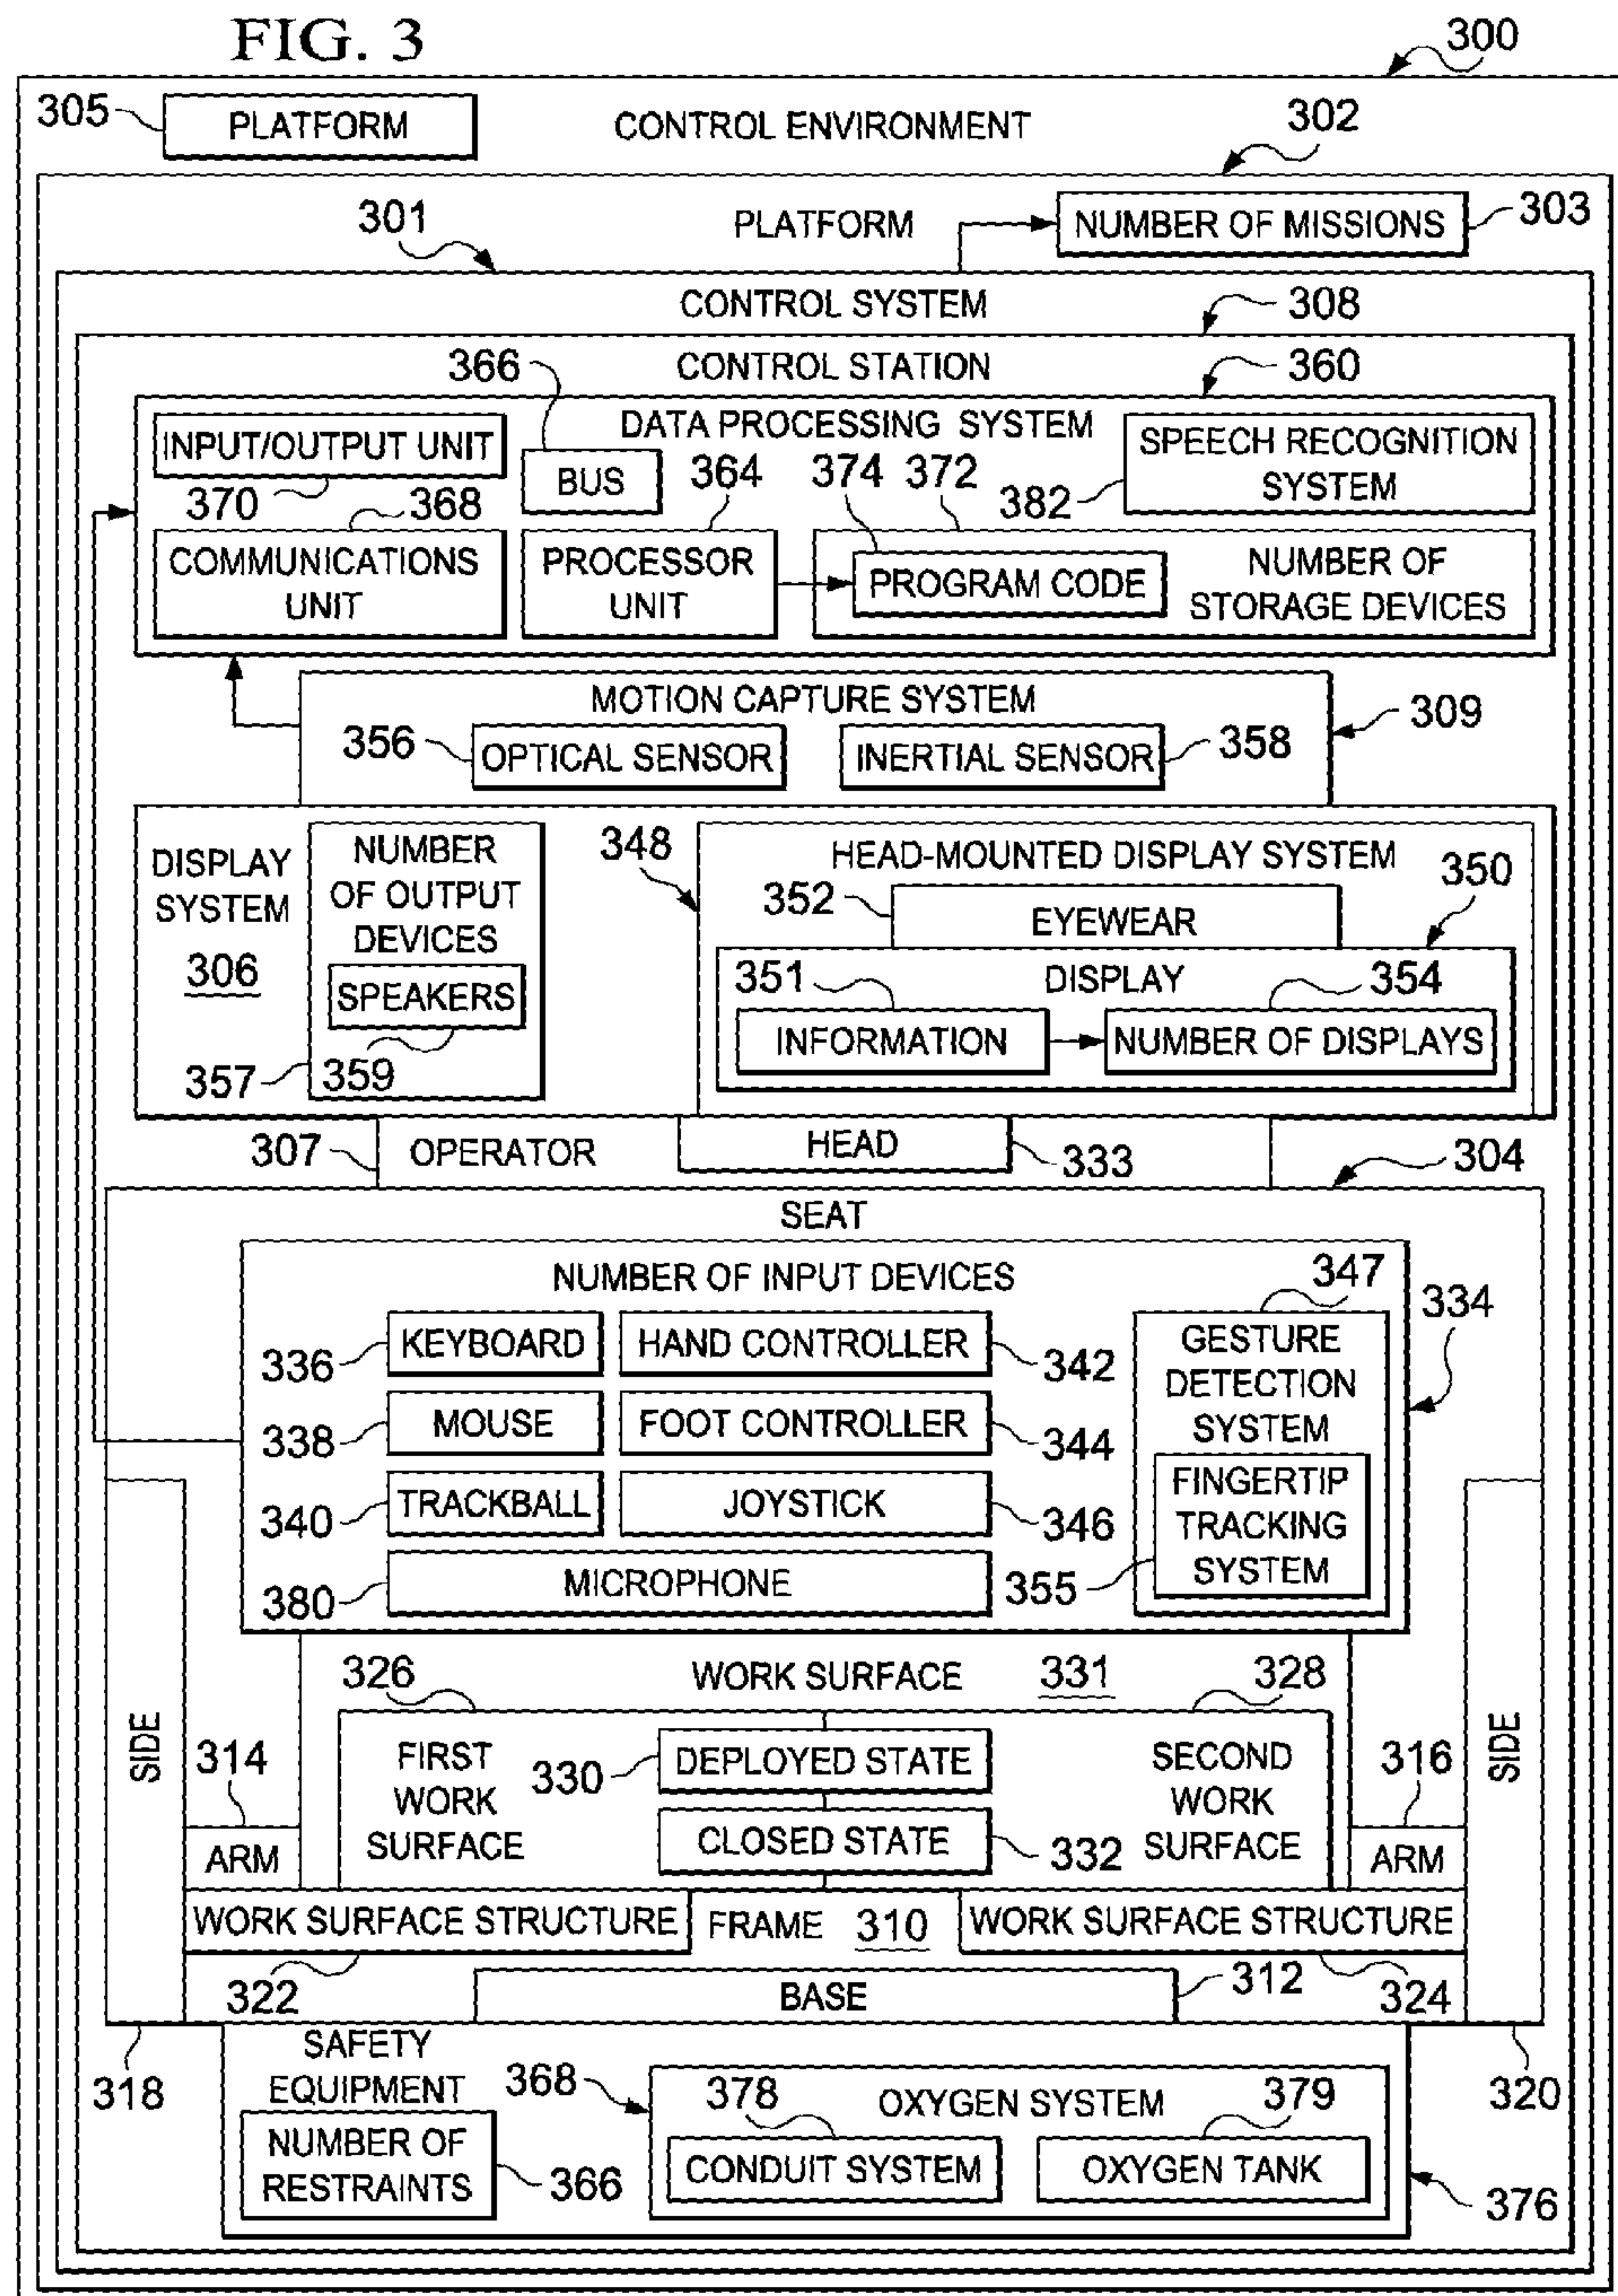 FIG. 3
300
305
PLATFORM
CONTROL ENVIRONMENT
302
301
PLATFORM
NUMBER OF MISSIONS
303
CONTROL SYSTEM
308
366
CONTROL STATION
360
INPUT/OUTPUT UNIT
DATA PROCESSING SYSTEM
SPEECH RECOGNITION
SYSTEM
BUS
370
368
364
374
372
382
COMMUNICATIONS
UNIT
PROCESSOR
UNIT
PROGRAM CODE
NUMBER OF
STORAGE DEVICES
MOTION CAPTURE SYSTEM
309
356
OPTICAL SENSOR
INERTIAL SENSOR
358
DISPLAY
SYSTEM
306
NUMBER
OF OUTPUT
DEVICES
SPEAKERS
357
359
348
HEAD-MOUNTED DISPLAY SYSTEM
350
352
EYEWEAR
351
DISPLAY
354
INFORMATION
NUMBER OF DISPLAYS
307
OPERATOR
HEAD
333
304
SEAT
NUMBER OF INPUT DEVICES
347
334
336
KEYBOARD
HAND CONTROLLER
342
GESTURE
DETECTION
SYSTEM
338
MOUSE
FOOT CONTROLLER
344
340
TRACKBALL
JOYSTICK
346
FINGERTIP
TRACKING
SYSTEM
380
MICROPHONE
355
326
WORK SURFACE
331
328
SIDE
314
FIRST
WORK
SURFACE
330
DEPLOYED STATE
CLOSED STATE
332
SECOND
WORK
SURFACE
316
SIDE
ARM
ARM
WORK SURFACE STRUCTURE
FRAME
310
WORK SURFACE STRUCTURE
322
BASE
312
324
318
SAFETY
EQUIPMENT
368
378
OXYGEN SYSTEM
379
320
NUMBER OF
RESTRAINTS
366
CONDUIT SYSTEM
OXYGEN TANK
376